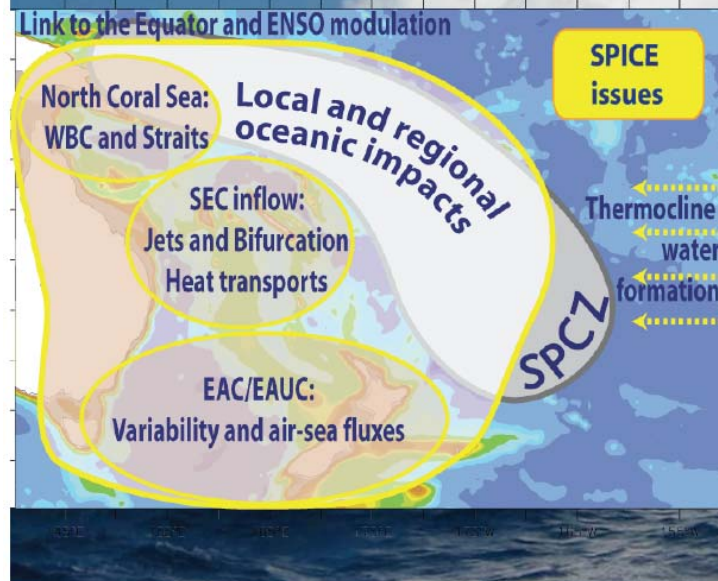 Link to the Equator and ENSO modulation
SPICE
issues
North Coral Sea:
WBC and Straits
Local and regional
oceanic impacts
SEC inflow:
Jets and Bifurcation
Heat transports
Thermocline
water
formation
SPCZ
EAC/EAUC:
Variability and air-sea fluxes